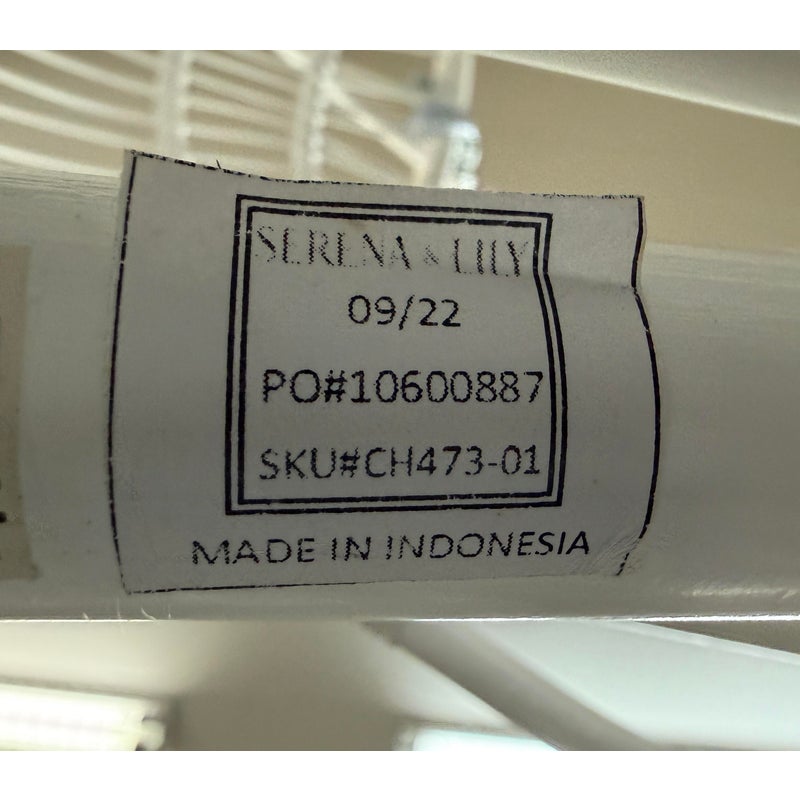 SERENA & LILY
09/22
PO#10600887
SKU#CH473-01
MADE IN INDONESIA